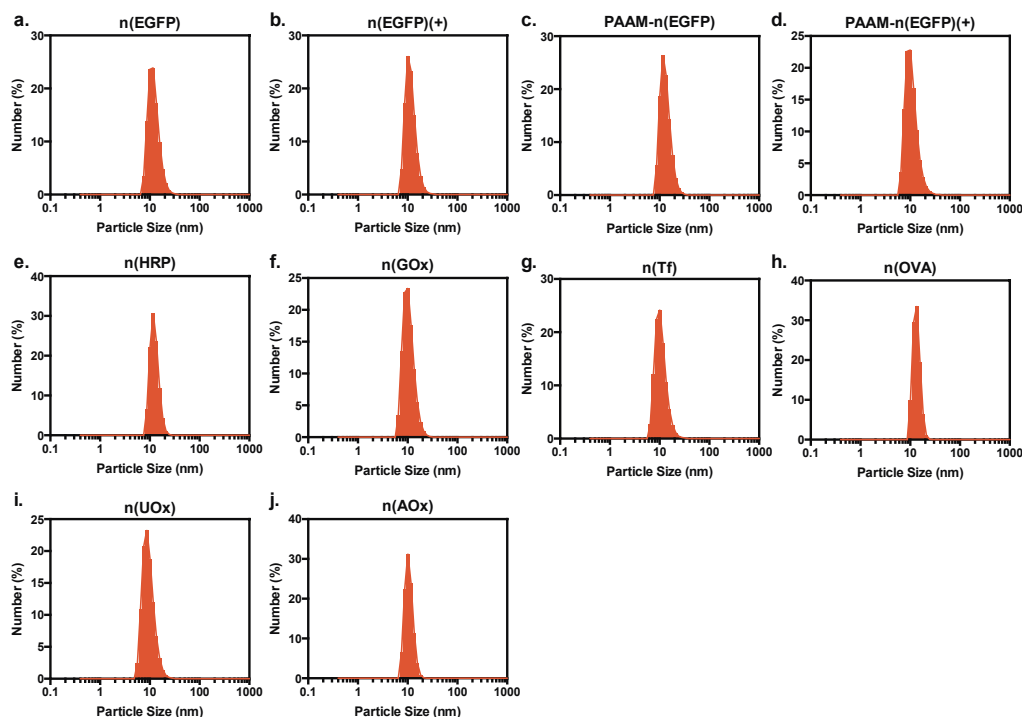 a. n(EGFP)
b. n(EGFP)(+)
c. PAAM-n(EGFP)
d. PAAM-n(EGFP)(+)
Number (%)
30
20
10
0
0.1 1 10 100 1000
Particle Size (nm)
Number (%)
30
20
10
0
0.1 1 10 100 1000
Particle Size (nm)
Number (%)
30
20
10
0
0.1 1 10 100 1000
Particle Size (nm)
Number (%)
25
20
15
10
5
0
0.1 1 10 100 1000
Particle Size (nm)
e. n(HRP)
f. n(GOx)
g. n(Tf)
h. n(OVA)
Number (%)
40
30
20
10
0
0.1 1 10 100 1000
Particle Size (nm)
Number (%)
25
20
15
10
5
0
0.1 1 10 100 1000
Particle Size (nm)
Number (%)
30
20
10
0
0.1 1 10 100 1000
Particle Size (nm)
Number (%)
40
30
20
10
0
0.1 1 10 100 1000
Particle Size (nm)
i. n(UOx)
j. n(AOx)
Number (%)
25
20
15
10
5
0
0.1 1 10 100 1000
Particle Size (nm)
Number (%)
40
30
20
10
0
0.1 1 10 100 1000
Particle Size (nm)